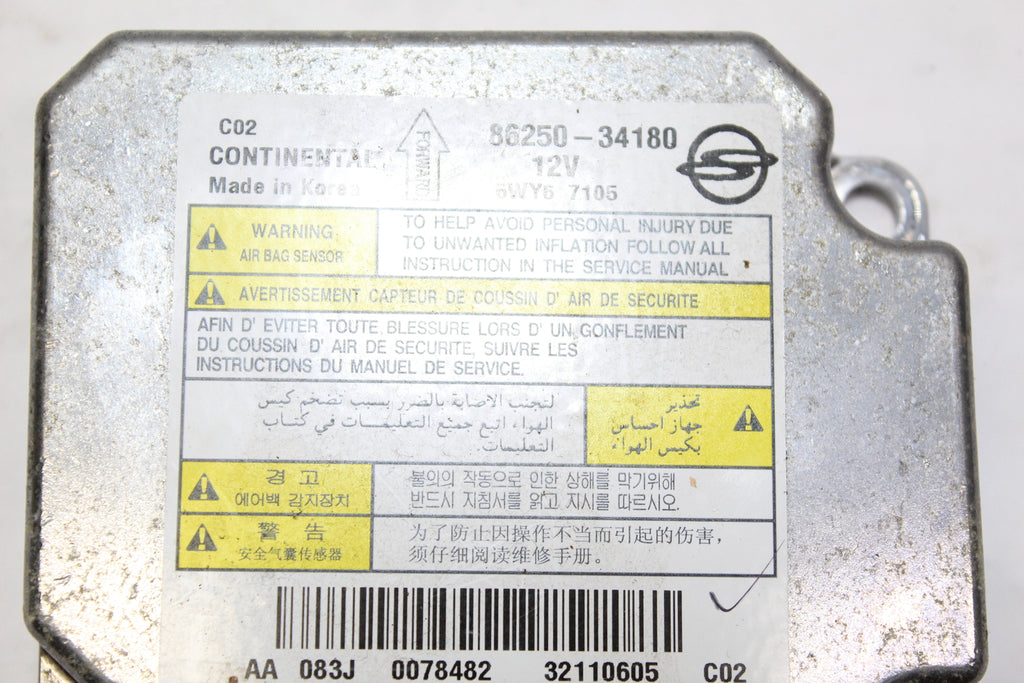 C02
CONTINENTAL
Made in Korea
FORWARD
86250-34180
12V
5WY6 7105
WARNING
AIR BAG SENSOR
TO HELP AVOID PERSONAL INJURY DUE
TO UNWANTED INFLATION FOLLOW ALL
INSTRUCTION IN THE SERVICE MANUAL
AVERTISSEMENT CAPTEUR DE COUSSIN D' AIR DE SECURITE
AFIN D' EVITER TOUTE BLESSURE LORS D' UN GONFLEMENT
DU COUSSIN D' AIR DE SECURITE, SUIVRE LES
INSTRUCTIONS DU MANUEL DE SERVICE.
تحذير
جهاز احساس
بكيس الهواء
لتجنب الاصابة بالضرر بسبب تضخم كيس
الهواء، اتبع جميع التعليمات في كتاب
التعليمات.
경 고
에어백 감지장치
불의의 작동으로 인한 상해를 막기위해
반드시 지침서를 읽고 지시를 따르시오.
警 告
安全气囊传感器
为了防止因操作不当而引起的伤害，
须仔细阅读维修手册。
AA 083J 0078482 32110605 C02